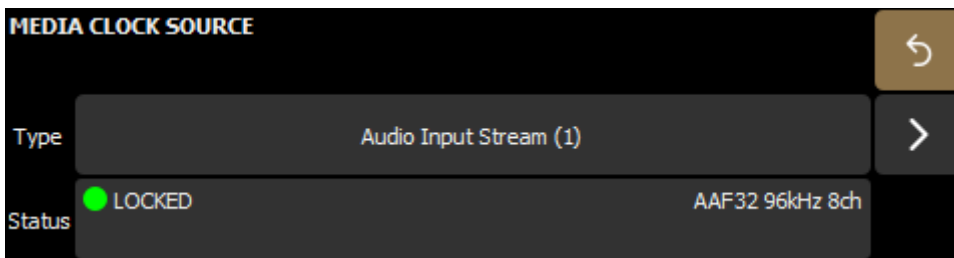 MEDIA CLOCK SOURCE
Type
Audio Input Stream (1)
Status
LOCKED
AAF32 96kHz 8ch